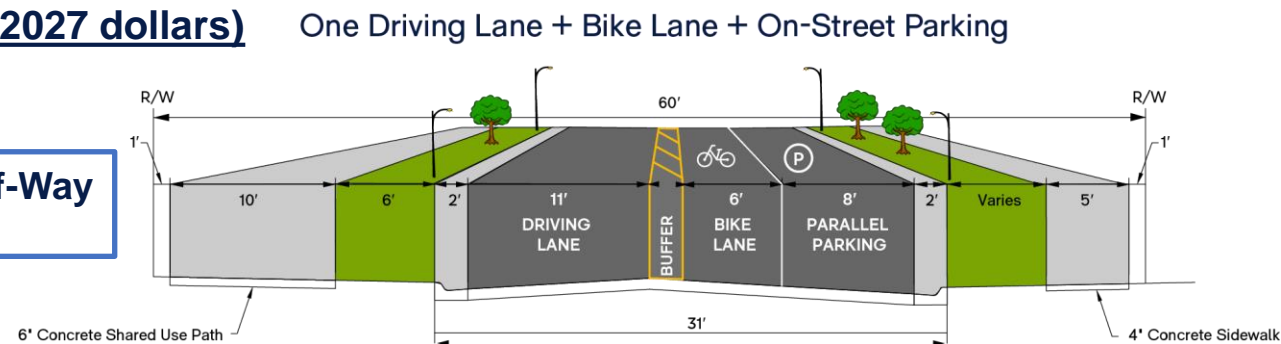 2027 dollars)
One Driving Lane + Bike Lane + On-Street Parking
R/W
60'
R/W
1'
1'
f-Way
10'
6'
2'
11'
DRIVING
LANE
BUFFER
6'
BIKE
LANE
P
8'
PARALLEL
PARKING
2'
Varies
5'
31'
6" Concrete Shared Use Path
4" Concrete Sidewalk